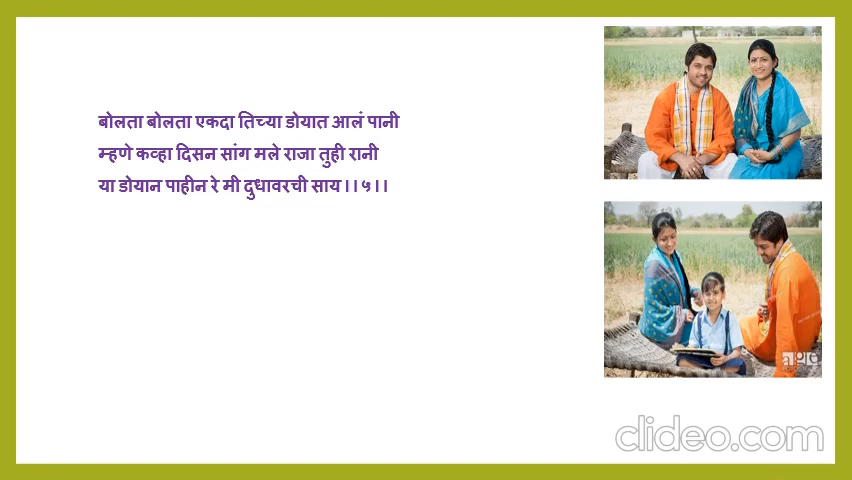 बोलता बोलता एकदा तिच्या डोयात आलं पानी
म्हणे कव्हा दिसन सांग मले राजा तुही रानी
या डोयान पाहीन रे मी दुधावरची साय ।।५।।
clideo.com